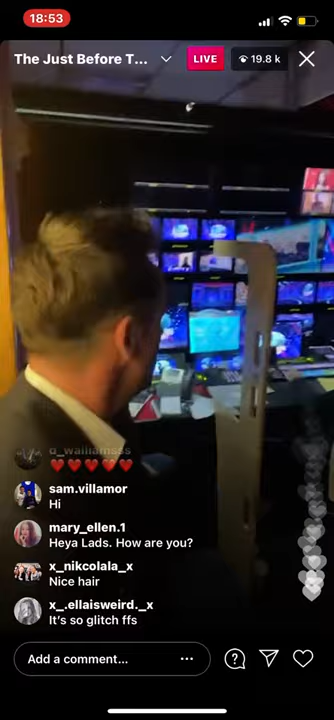 18:53
The Just Before T...
LIVE
19.8 k
d_walliamass
❤️❤️❤️❤️❤️
sam.villamor
Hi
mary_ellen.1
Heya Lads. How are you?
x_nikcolala_x
Nice hair
x_.ellaisweird._x
It's so glitch ffs
Add a comment...